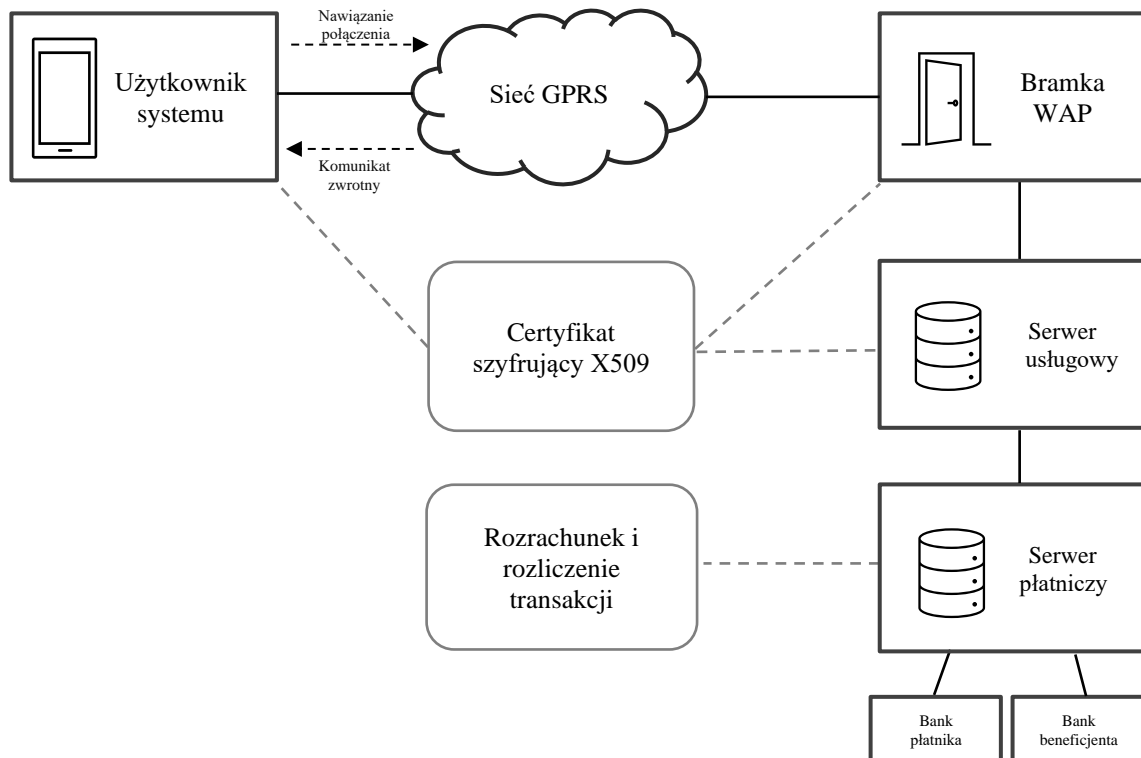 Nawiązanie
połączenia
Użytkownik
systemu
Sieć GPRS
Bramka
WAP
Komunikat
zwrotny
Certyfikat
szyfrujący X509
Serwer
usługowy
Rozrachunek i
rozliczenie
transakcji
Serwer
płatniczy
Bank
płatnika
Bank
beneficjenta